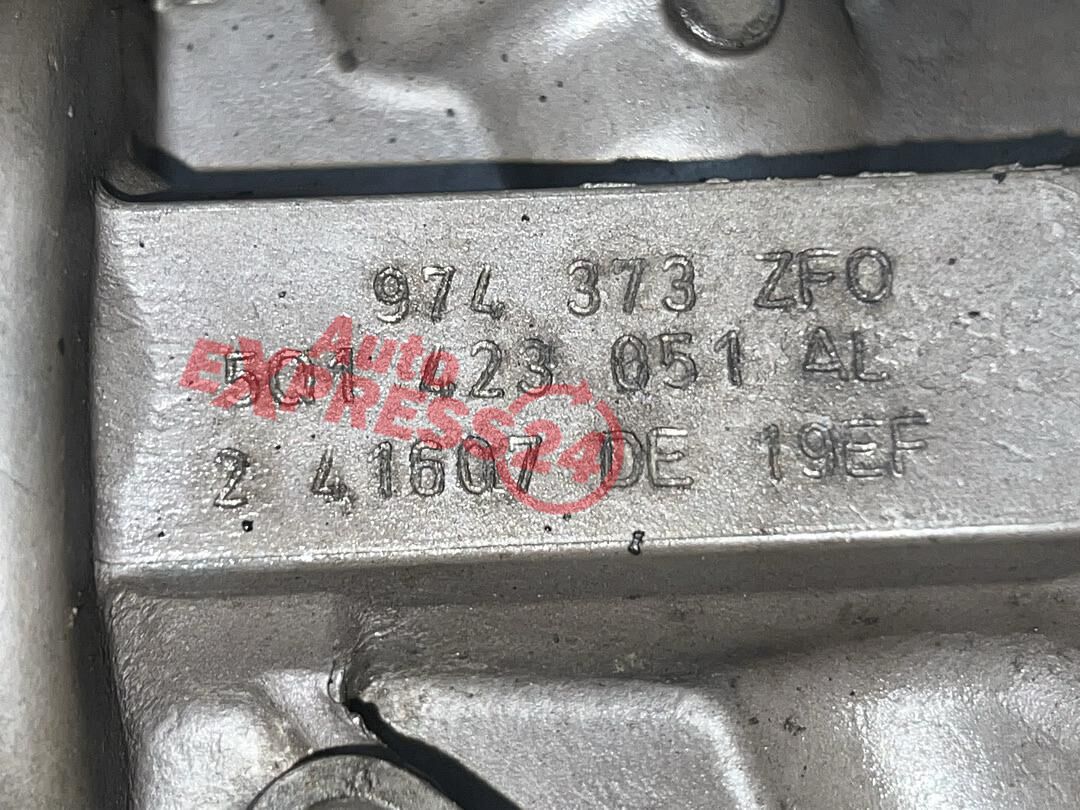 974 373 ZFO
5Q1 423 051 AL
2 41607 DE 19EF
Auto
EXPRESS24